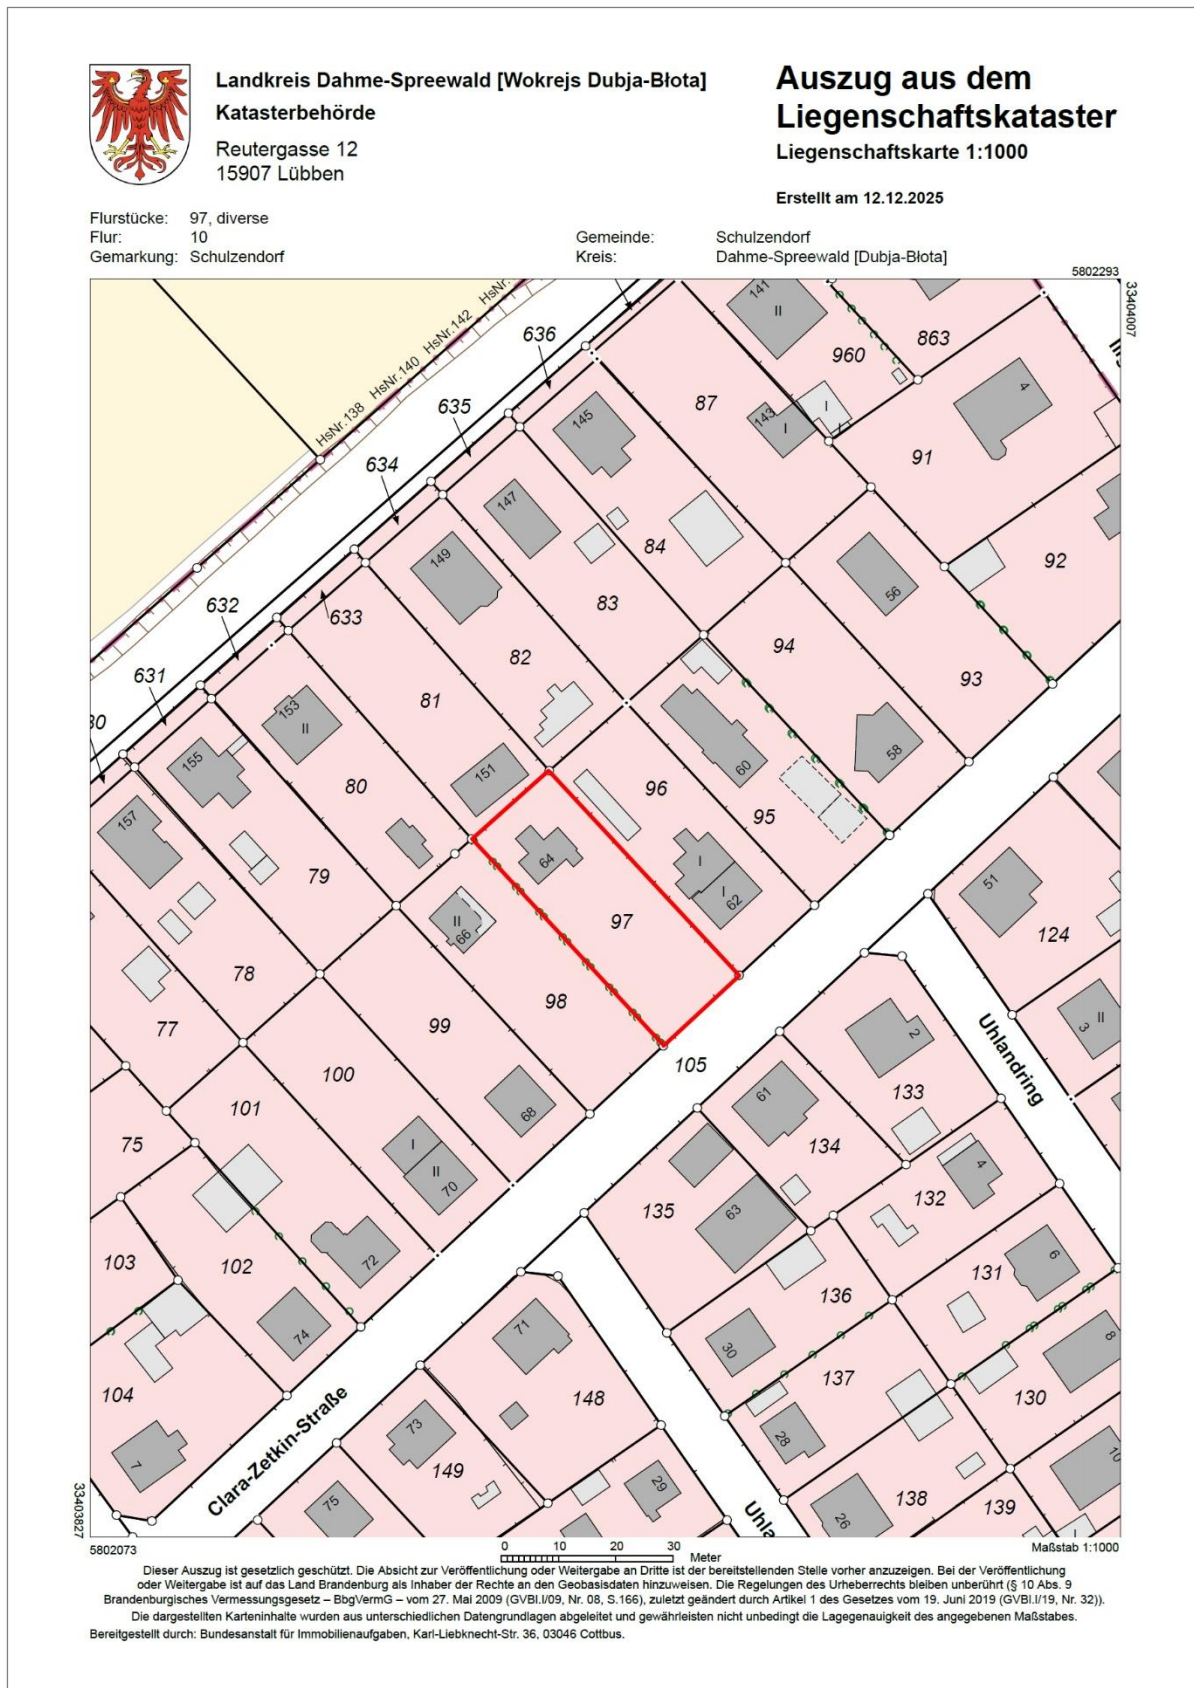 Landkreis Dahme-Spreewald [Wokrejs Dubja-Błota]
Katasterbehörde
Reutergasse 12
15907 Lübben
Auszug aus dem
Liegenschaftskataster
Liegenschaftskarte 1:1000
Erstellt am 12.12.2025
Flurstücke: 97, diverse
Flur: 10
Gemarkung: Schulzendorf
Gemeinde: Schulzendorf
Kreis: Dahme-Spreewald [Dubja-Błota]
5802293
33404007
HsNr.138 HsNr.140 HsNr.142 HsNr.
636
141
II
960
863
4
635
145
87
143
I
I
I
91
634
147
84
92
149
83
56
632
633
82
94
93
631
153
II
81
58
80
155
80
151
60
96
95
157
79
64
I
I
62
97
51
II
66
78
98
124
77
99
105
2
Uhlandring
II
3
100
68
61
133
101
134
4
75
I
II
70
135
63
132
72
103
102
131
6
136
74
71
30
8
104
148
137
130
73
28
7
149
29
10
138
139
75
26
I
Clara-Zetkin-Straße
Uhla
33403827
5802073
0 10 20 30
Meter
Maßstab 1:1000
Dieser Auszug ist gesetzlich geschützt. Die Absicht zur Veröffentlichung oder Weitergabe an Dritte ist der bereitstellenden Stelle vorher anzuzeigen. Bei der Veröffentlichung
oder Weitergabe ist auf das Land Brandenburg als Inhaber der Rechte an den Geobasisdaten hinzuweisen. Die Regelungen des Urheberrechts bleiben unberührt (§ 10 Abs. 9
Brandenburgisches Vermessungsgesetz – BbgVermG – vom 27. Mai 2009 (GVBl.I/09, Nr. 08, S.166), zuletzt geändert durch Artikel 1 des Gesetzes vom 19. Juni 2019 (GVBl.I/19, Nr. 32)).
Die dargestellten Karteninhalte wurden aus unterschiedlichen Datengrundlagen abgeleitet und gewährleisten nicht unbedingt die Lagegenauigkeit des angegebenen Maßstabes.
Bereitgestellt durch: Bundesanstalt für Immobilienaufgaben, Karl-Liebknecht-Str. 36, 03046 Cottbus.